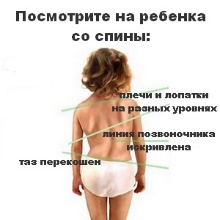 Посмотрите на ребенка
со спины:
плечи и лопатки
на разных уровнях
линия позвоночника
искривлена
таз перекошен